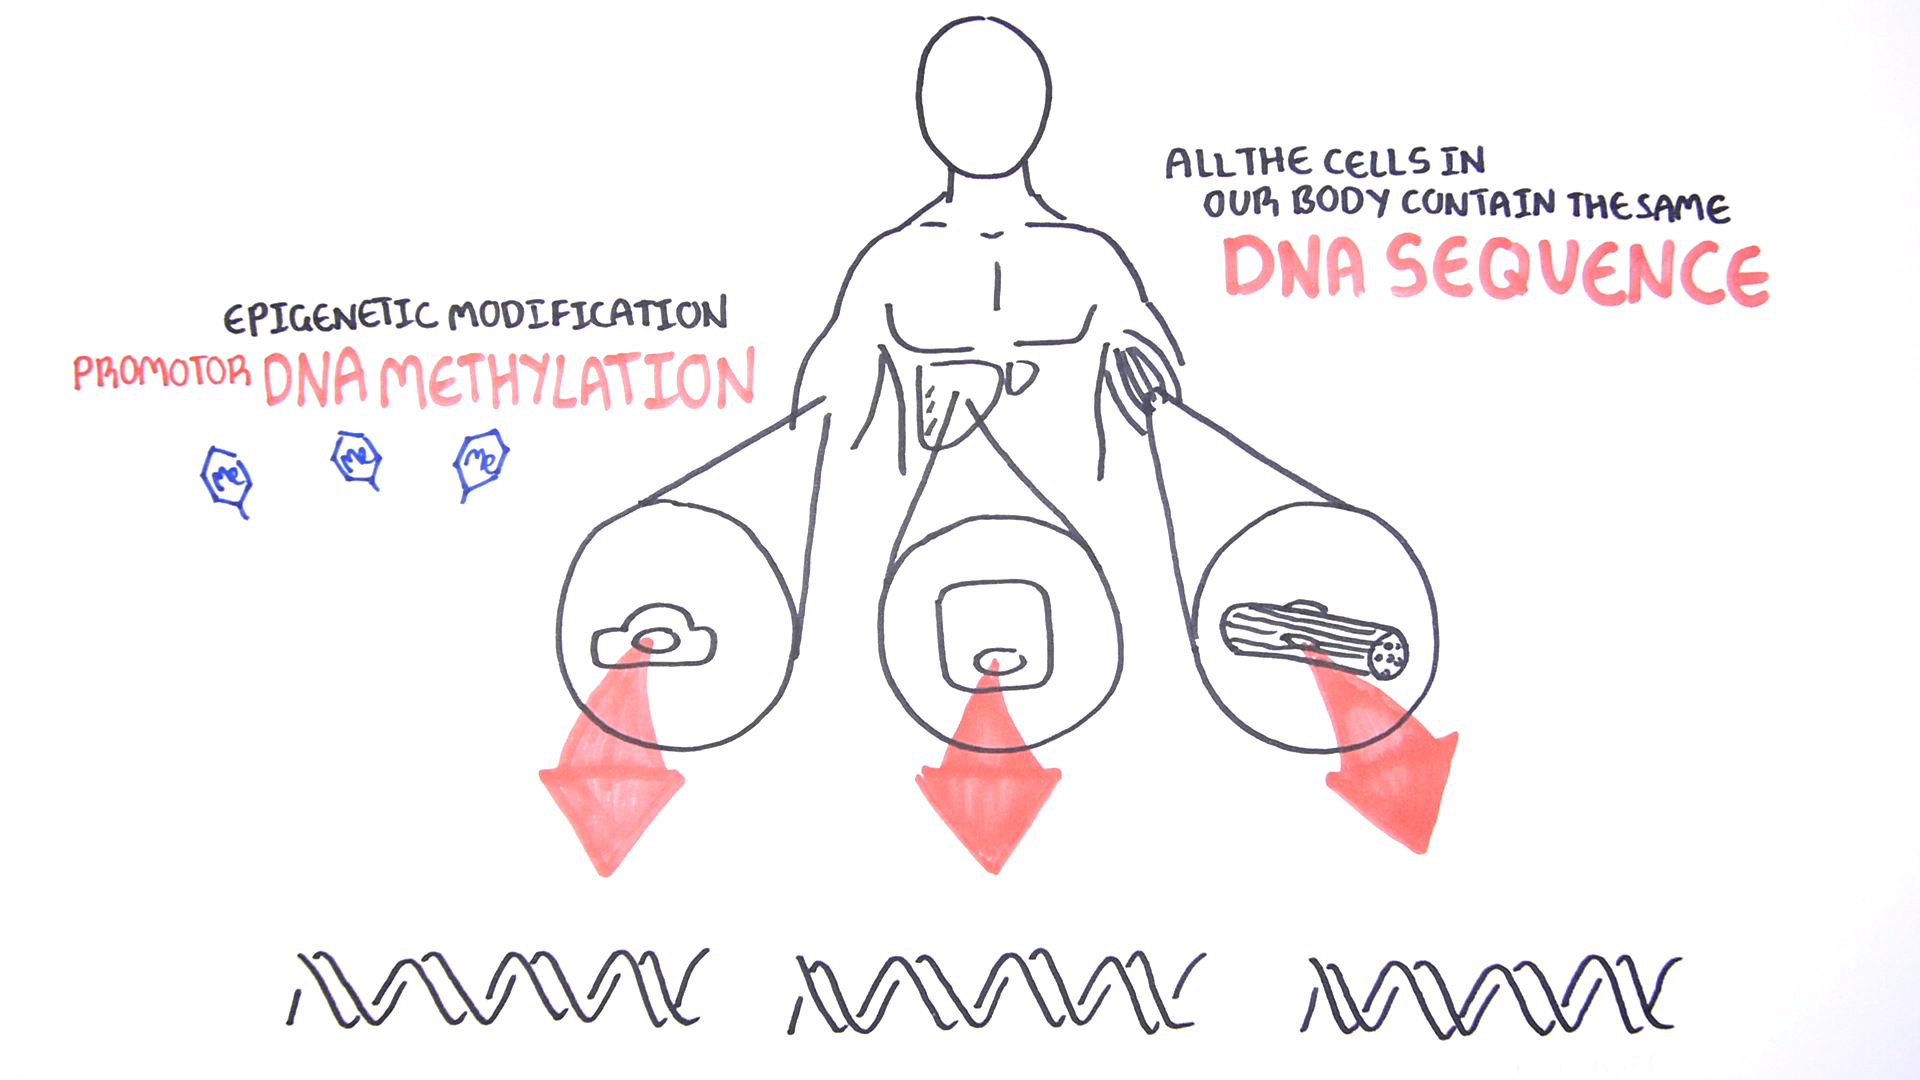 ALL THE CELLS IN
OUR BODY CONTAIN THE SAME
DNA SEQUENCE
EPIGENETIC MODIFICATION
PROMOTOR DNA METHYLATION
Me Me Me